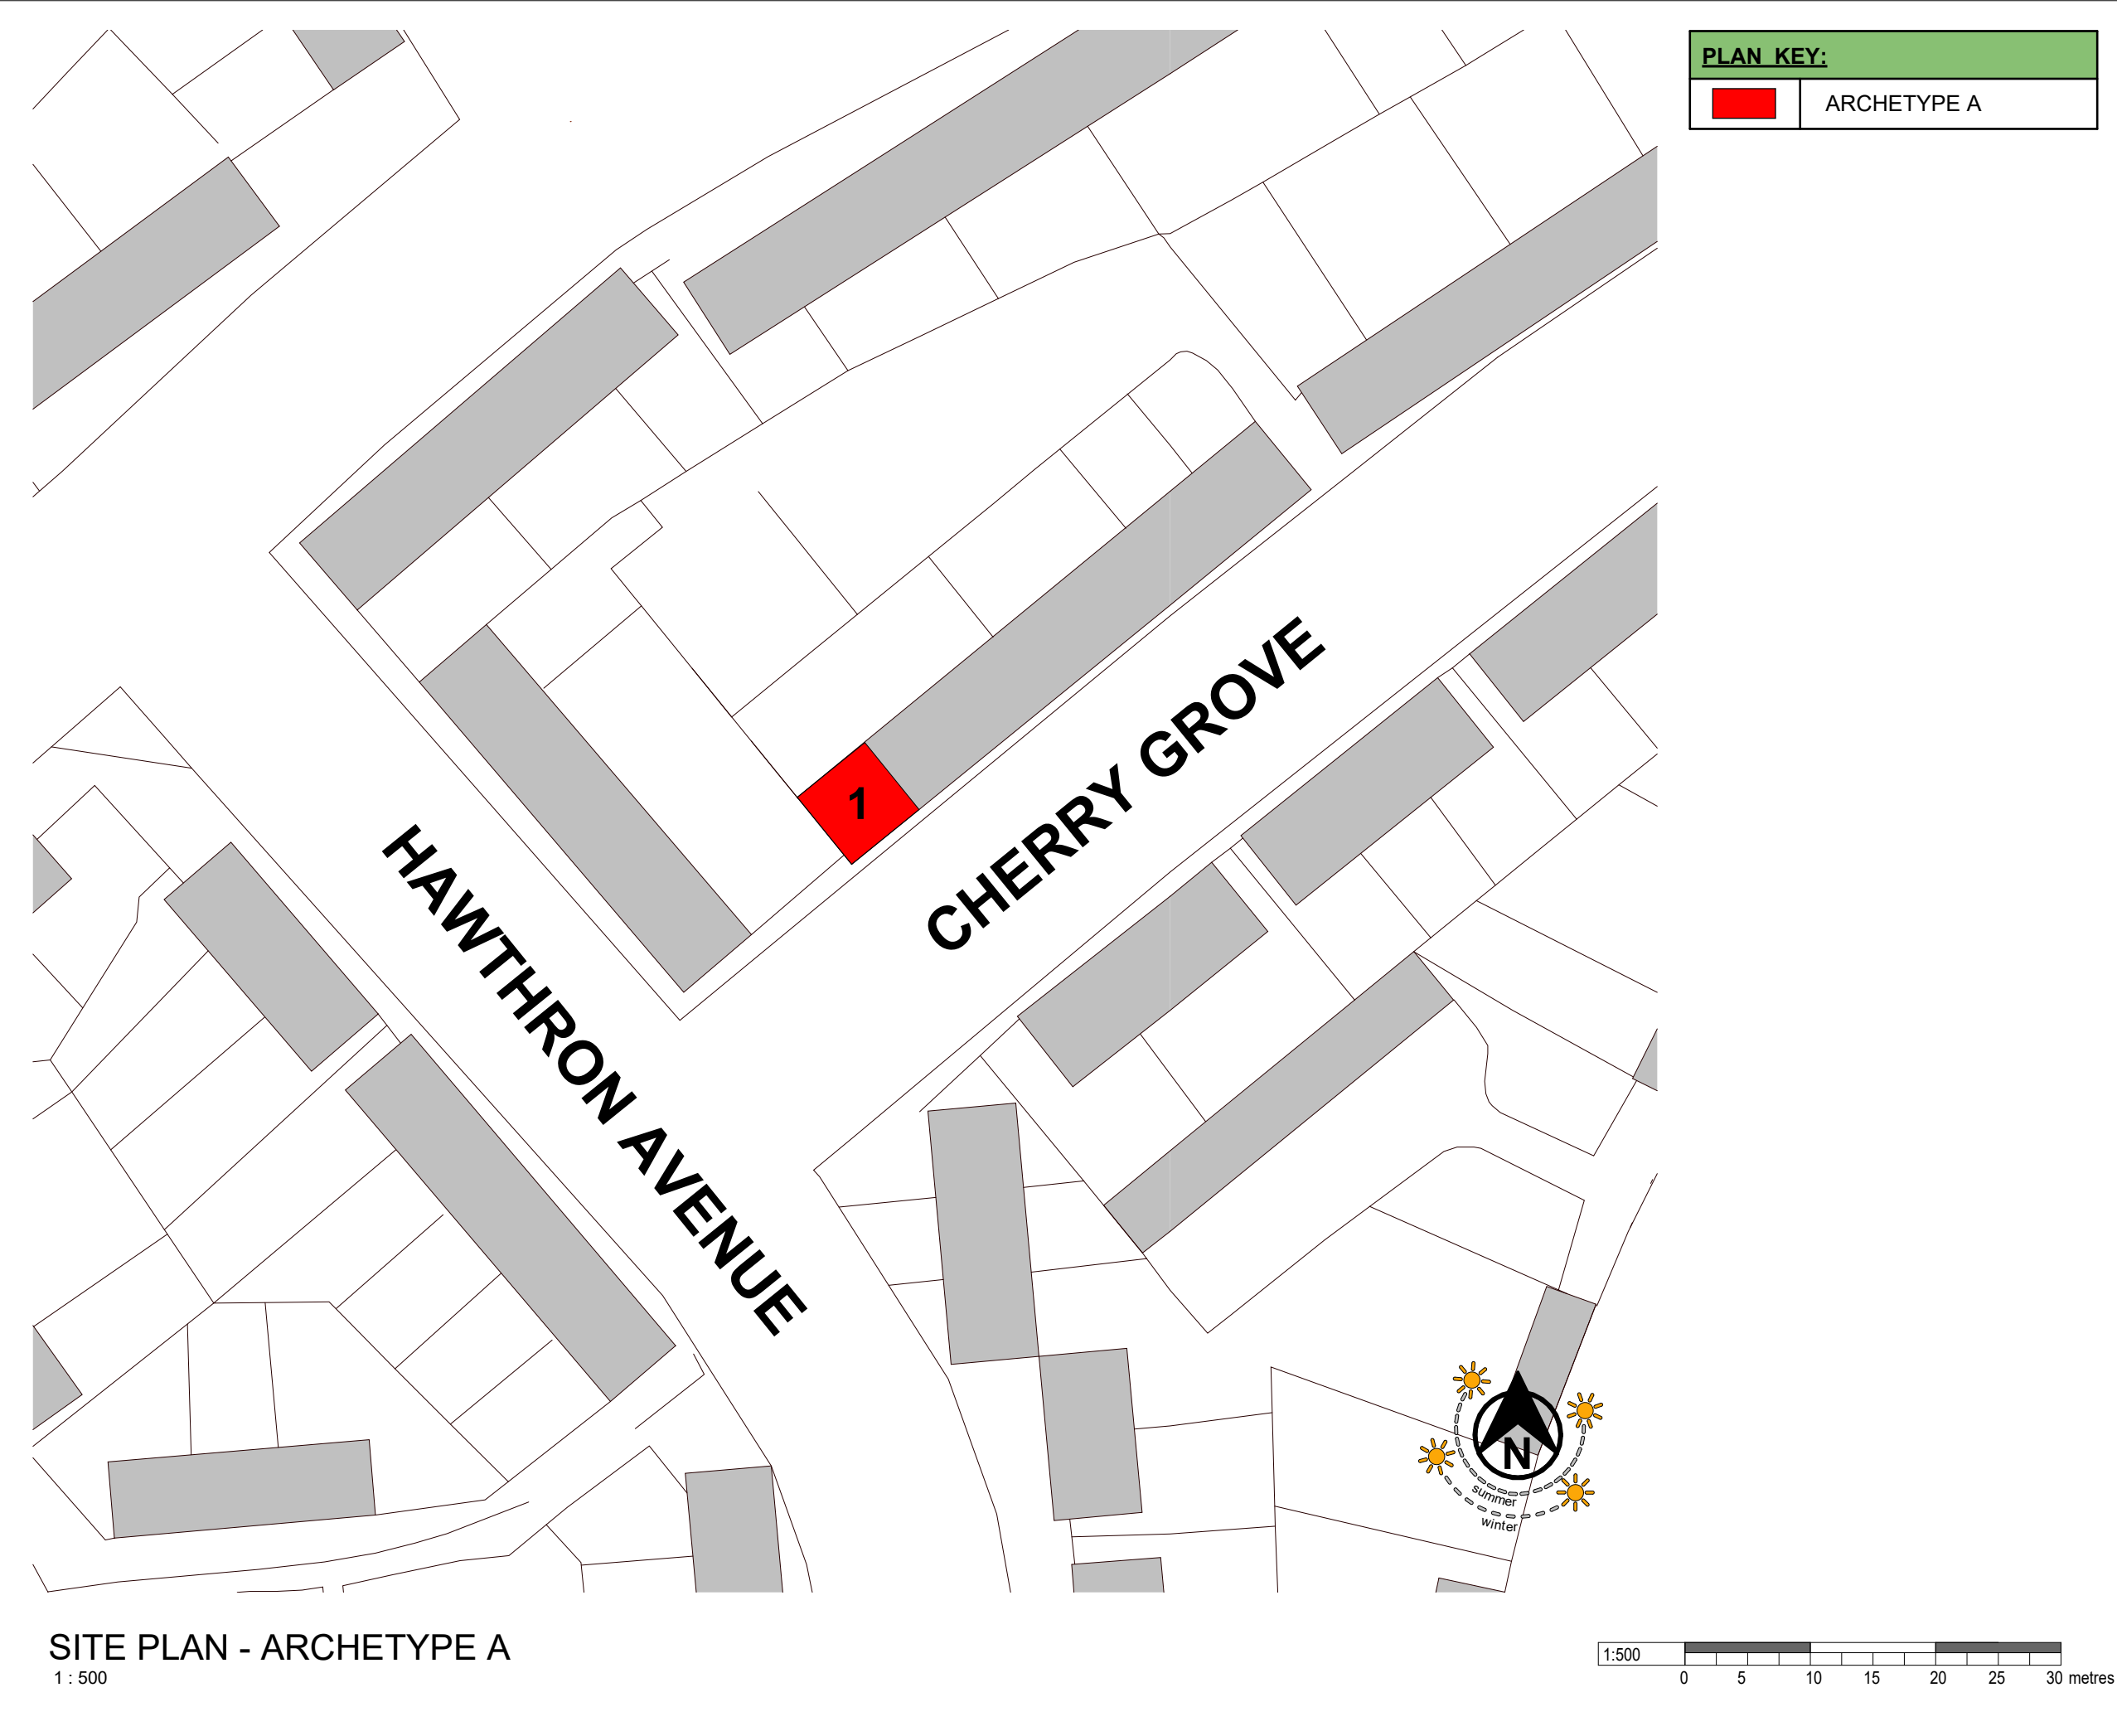 PLAN KEY:
ARCHETYPE A
CHERRY GROVE
1
HAWTHRON AVENUE
N
summer
winter
SITE PLAN - ARCHETYPE A
1 : 500
1:500
0 5 10 15 20 25 30 metres